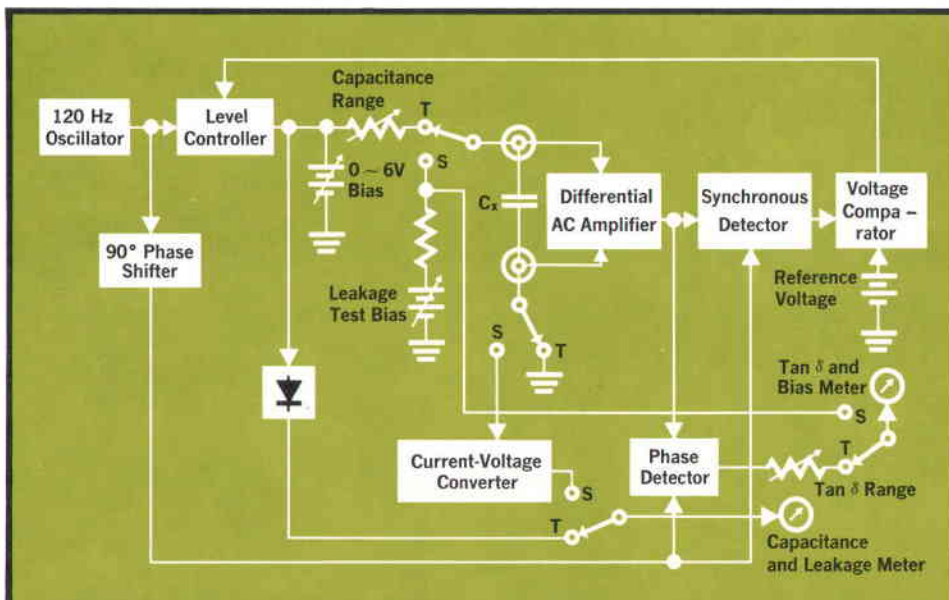 Capacitance
Range
120 Hz
Oscillator
Level
Controller
T
S
0 ~ 6V
Bias
Cx
Differential
AC Amplifier
Synchronous
Detector
Voltage
Compa –
rator
90° Phase
Shifter
Leakage
Test Bias
Reference
Voltage
S
T
Tan δ and
Bias Meter
S
T
Current-Voltage
Converter
S
Phase
Detector
Tan δ Range
T
Capacitance
and Leakage Meter